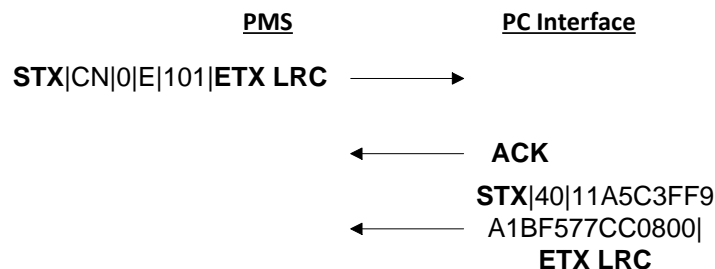 PMS
PC Interface
STX|CN|0|E|101|ETX LRC
ACK
STX|40|11A5C3FF9
A1BF577CC0800|
ETX LRC